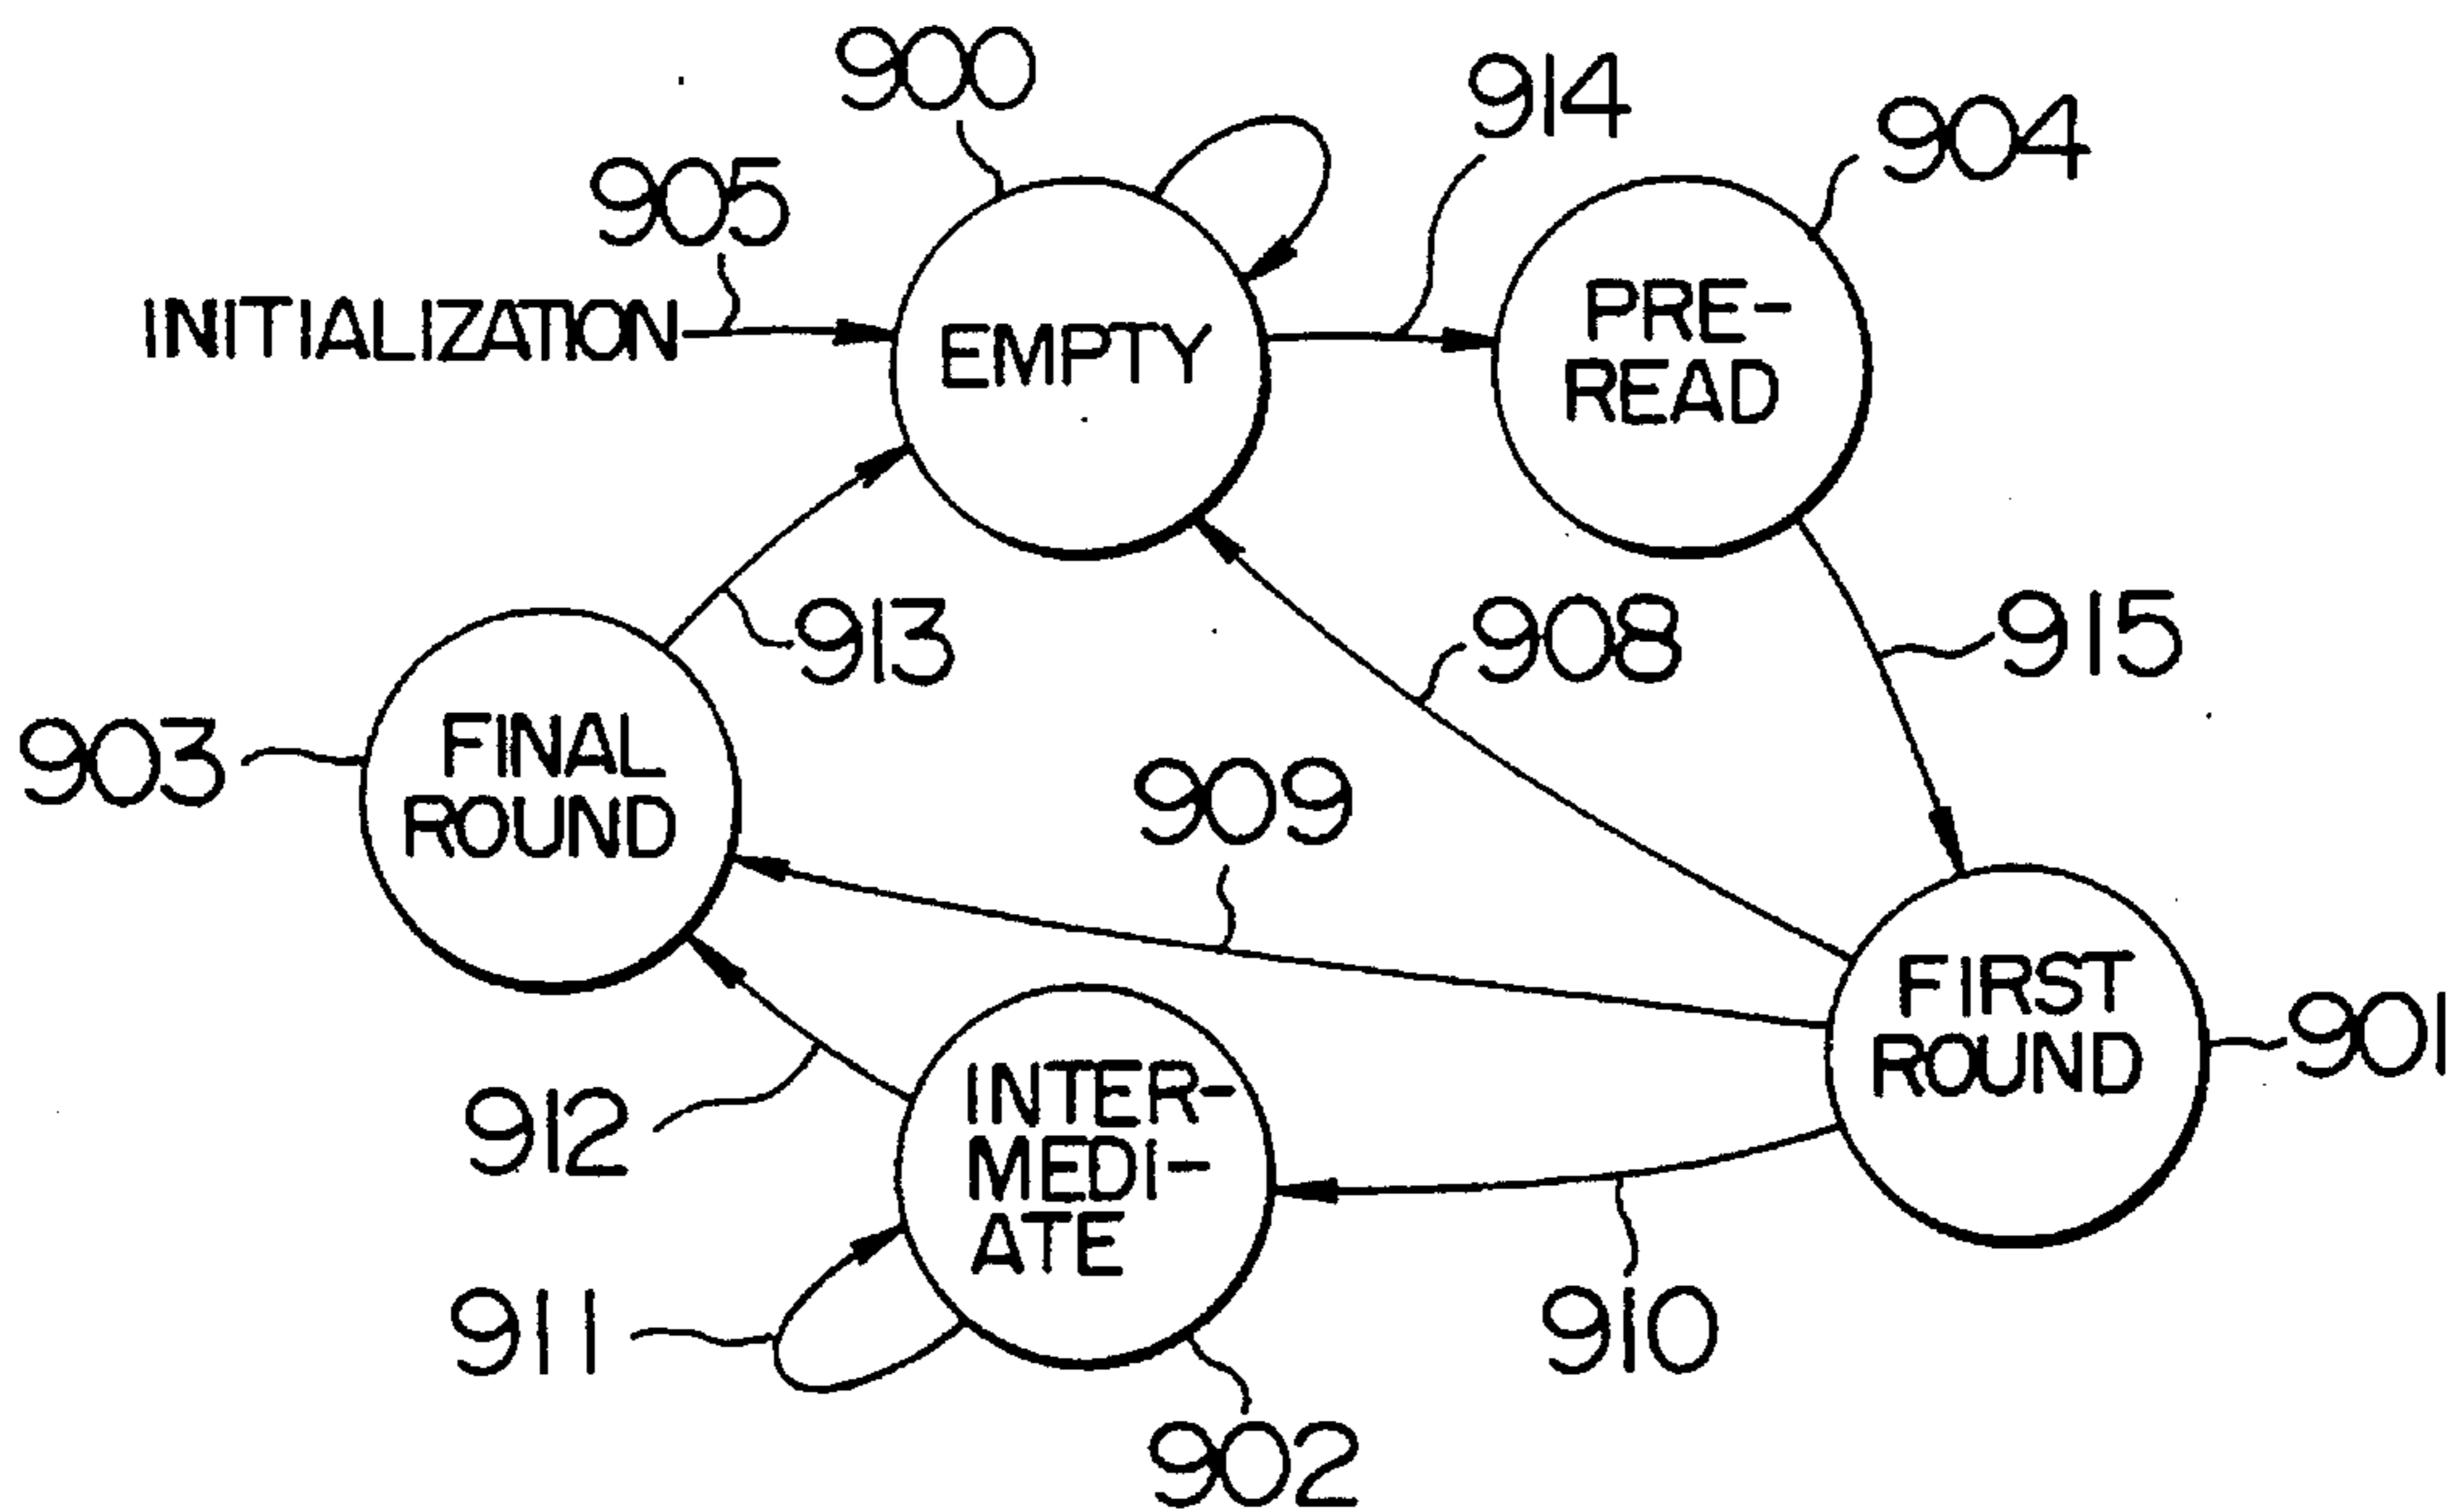 900
914
904
905
INITIALIZATION
EMPTY
PRE-
READ
913
908
915
903
FINAL
ROUND
909
FIRST
ROUND
901
912
INTER-
MEDI-
ATE
911
910
902